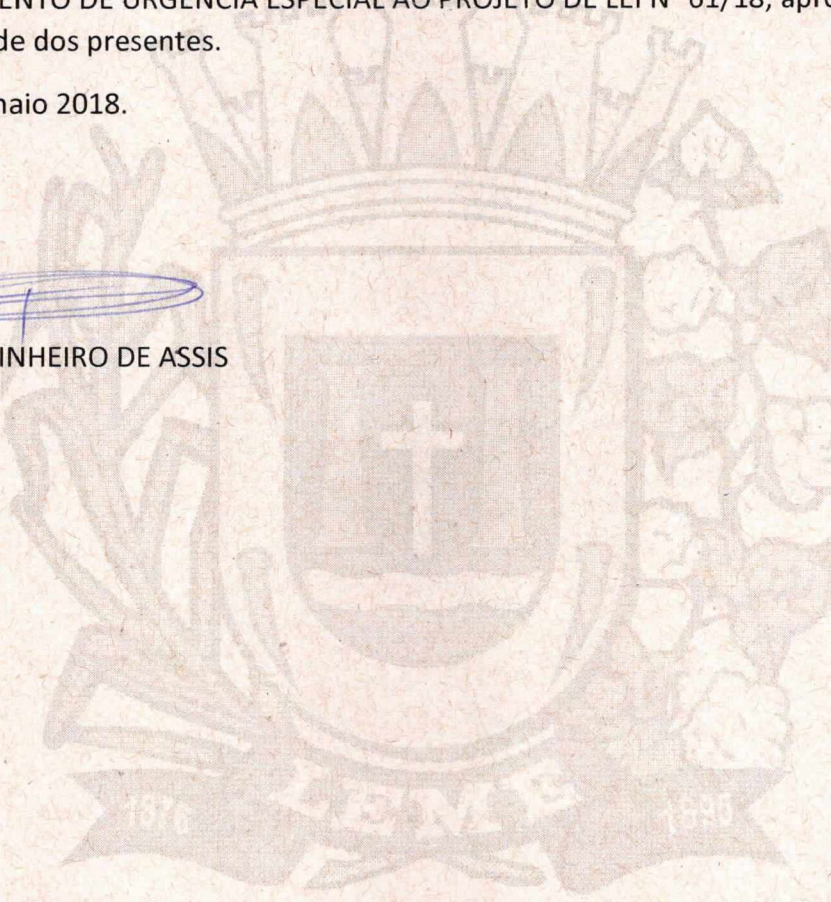 ENTO DE URGÊNCIA ESPECIAL AO PROJETO DE LEI Nº 61/18, apro
de dos presentes.
maio 2018.
INHEIRO DE ASSIS
LEME
1876
1895